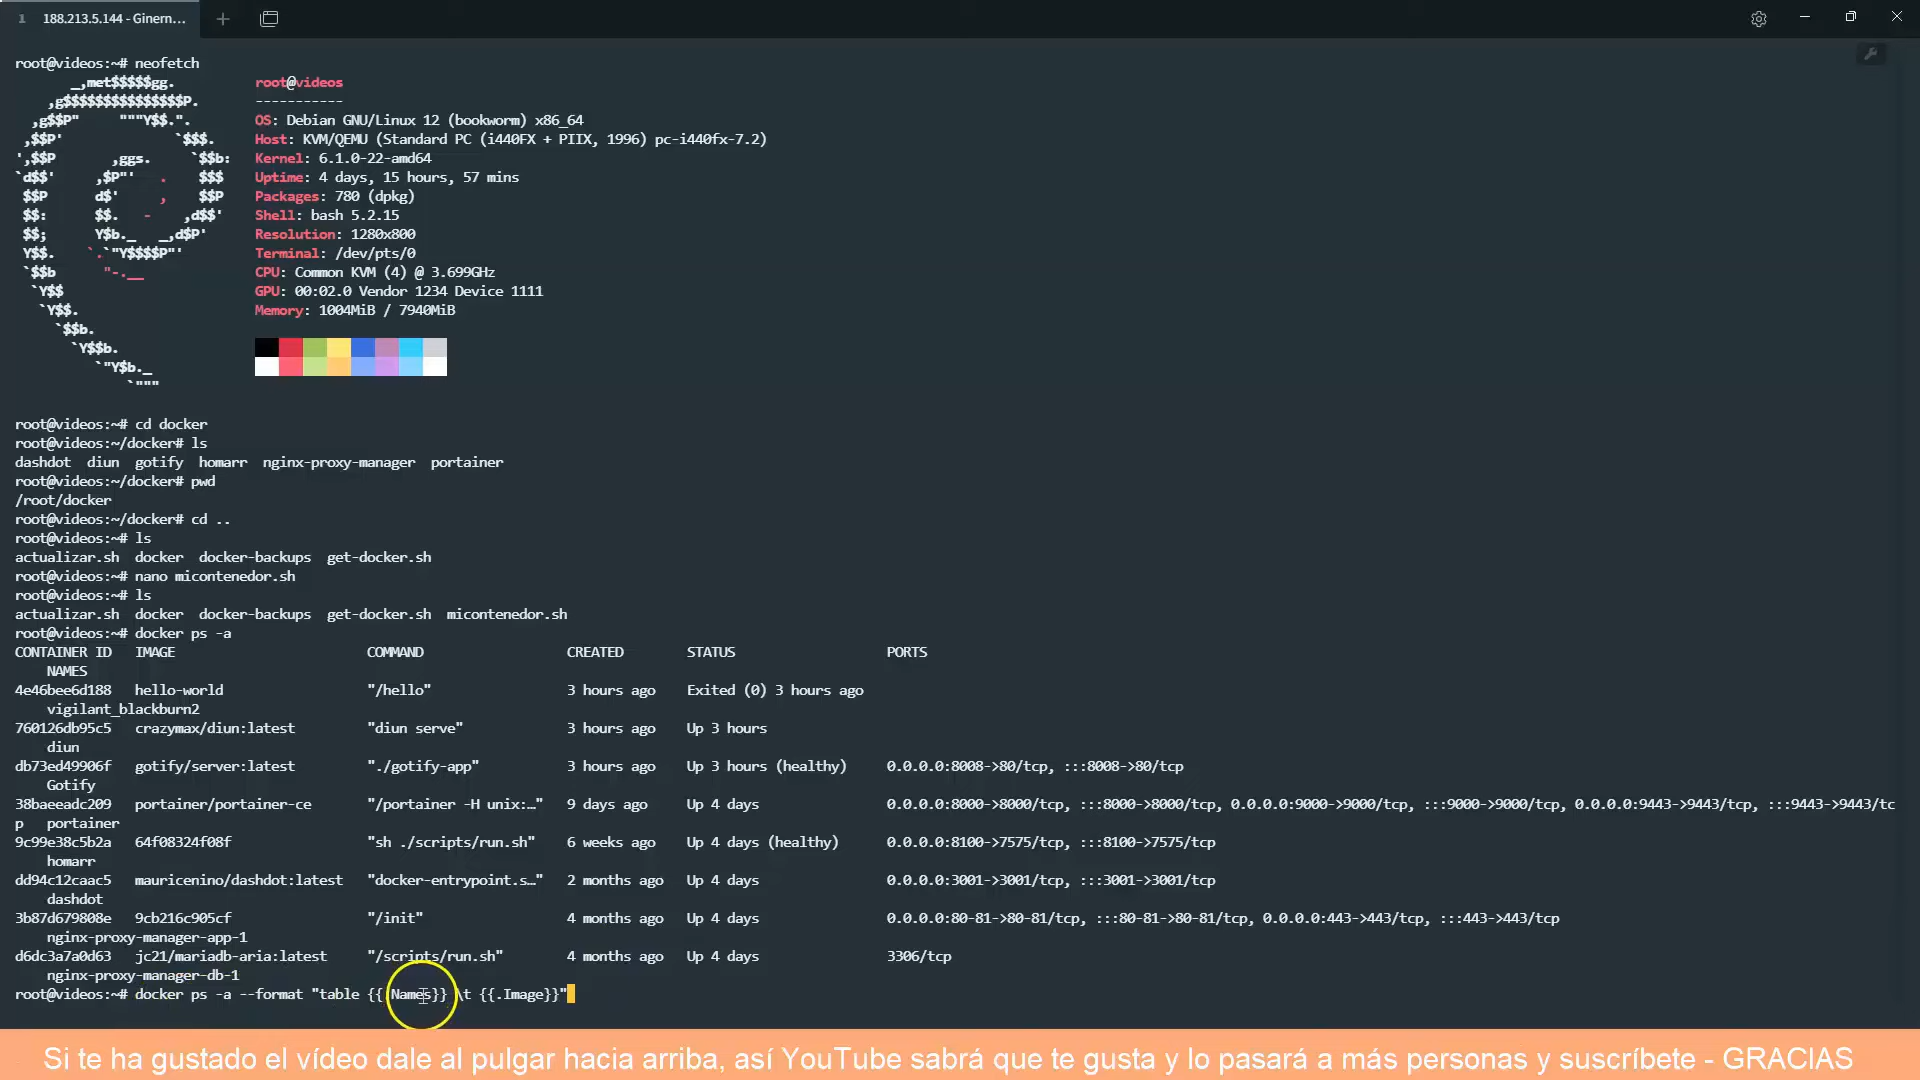 1 188.213.5.144 - Ginern...
root@videos:~# neofetch
_,met$$$$$gg.
,g$$$$$$$$$$$$$$$P.
,g$$P"     """Y$$.".
,$$P'              `$$$.
',$$P       ,ggs.     `$$b:
`d$$'     ,$P"'   .    $$$
$$P      d$'     ,    $$P
$$:      $$.   -    ,d$$'
$$;      Y$b._   _,d$P'
Y$$.    `.`"Y$$$$P"'
`$$b      "-.__
`Y$$
`Y$$.
`$$b.
`Y$$b.
`"Y$b._
`"""
root@videos
-----------
OS: Debian GNU/Linux 12 (bookworm) x86_64
Host: KVM/QEMU (Standard PC (i440FX + PIIX, 1996) pc-i440fx-7.2)
Kernel: 6.1.0-22-amd64
Uptime: 4 days, 15 hours, 57 mins
Packages: 780 (dpkg)
Shell: bash 5.2.15
Resolution: 1280x800
Terminal: /dev/pts/0
CPU: Common KVM (4) @ 3.699GHz
GPU: 00:02.0 Vendor 1234 Device 1111
Memory: 1004MiB / 7940MiB
root@videos:~# cd docker
root@videos:~/docker# ls
dashdot  diun  gotify  homarr  nginx-proxy-manager  portainer
root@videos:~/docker# pwd
/root/docker
root@videos:~/docker# cd ..
root@videos:~# ls
actualizar.sh  docker  docker-backups  get-docker.sh
root@videos:~# nano micontenedor.sh
root@videos:~# ls
actualizar.sh  docker  docker-backups  get-docker.sh  micontenedor.sh
root@videos:~# docker ps -a
CONTAINER ID   IMAGE   COMMAND   CREATED   STATUS   PORTS
NAMES
4e46bee6d188   hello-world   "/hello"   3 hours ago   Exited (0) 3 hours ago
vigilant_blackburn2
760126db95c5   crazymax/diun:latest   "diun serve"   3 hours ago   Up 3 hours
diun
db73ed49906f   gotify/server:latest   "./gotify-app"   3 hours ago   Up 3 hours (healthy)   0.0.0.0:8008->80/tcp, :::8008->80/tcp
Gotify
38baeeadc209   portainer/portainer-ce   "/portainer -H unix:…"   9 days ago   Up 4 days   0.0.0.0:8000->8000/tcp, :::8000->8000/tcp, 0.0.0.0:9000->9000/tcp, :::9000->9000/tcp, 0.0.0.0:9443->9443/tcp, :::9443->9443/tc
p   portainer
9c99e38c5b2a   64f08324f08f   "sh ./scripts/run.sh"   6 weeks ago   Up 4 days (healthy)   0.0.0.0:8100->7575/tcp, :::8100->7575/tcp
homarr
dd94c12caac5   mauricenino/dashdot:latest   "docker-entrypoint.s…"   2 months ago   Up 4 days   0.0.0.0:3001->3001/tcp, :::3001->3001/tcp
dashdot
3b87d679808e   9cb216c905cf   "/init"   4 months ago   Up 4 days   0.0.0.0:80-81->80-81/tcp, :::80-81->80-81/tcp, 0.0.0.0:443->443/tcp, :::443->443/tcp
nginx-proxy-manager-app-1
d6dc3a7a0d63   jc21/mariadb-aria:latest   "/scripts/run.sh"   4 months ago   Up 4 days   3306/tcp
nginx-proxy-manager-db-1
root@videos:~# docker ps -a --format "table {{.Names}} \t {{.Image}}"
Si te ha gustado el vídeo dale al pulgar hacia arriba, así YouTube sabrá que te gusta y lo pasará a más personas y suscríbete - GRACIAS